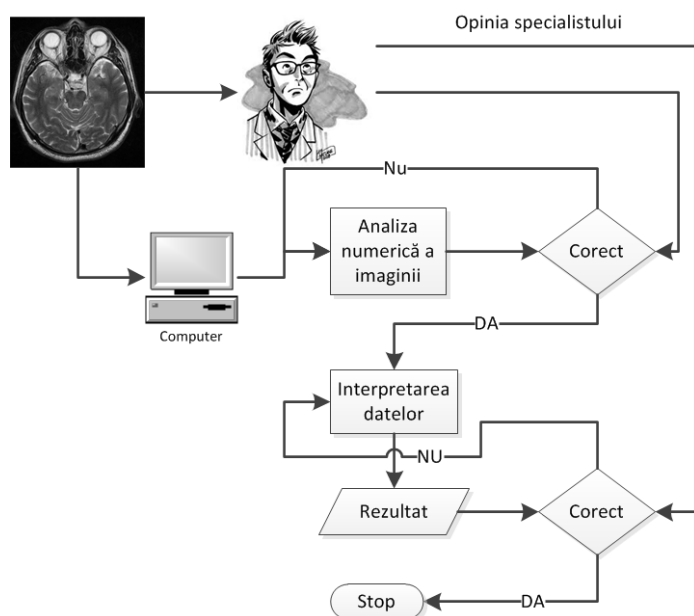 Opinia specialistului
Nu
Analiza
numerică a
imaginii
Corect
Computer
DA
Interpretarea
datelor
NU
Rezultat
Corect
DA
Stop